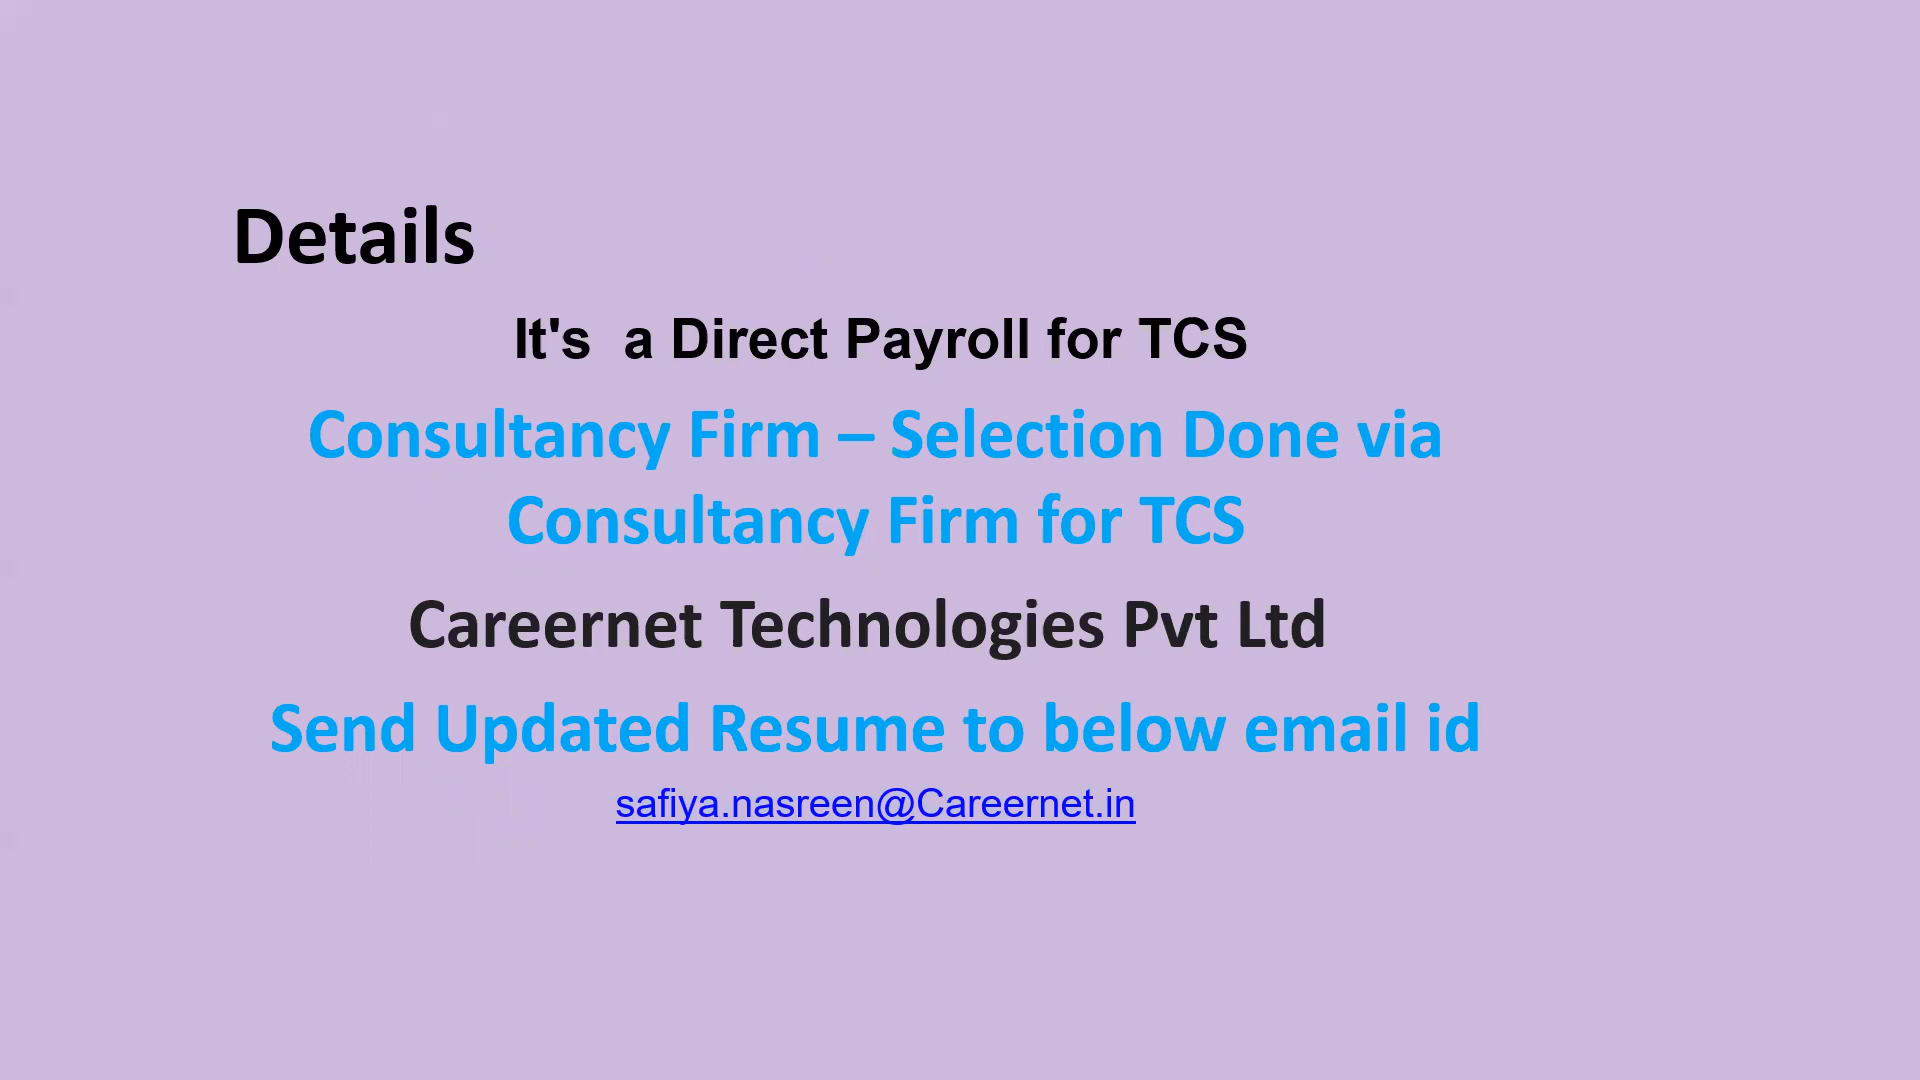 Details
It's  a Direct Payroll for TCS
Consultancy Firm – Selection Done via
Consultancy Firm for TCS
Careernet Technologies Pvt Ltd
Send Updated Resume to below email id
safiya.nasreen@Careernet.in